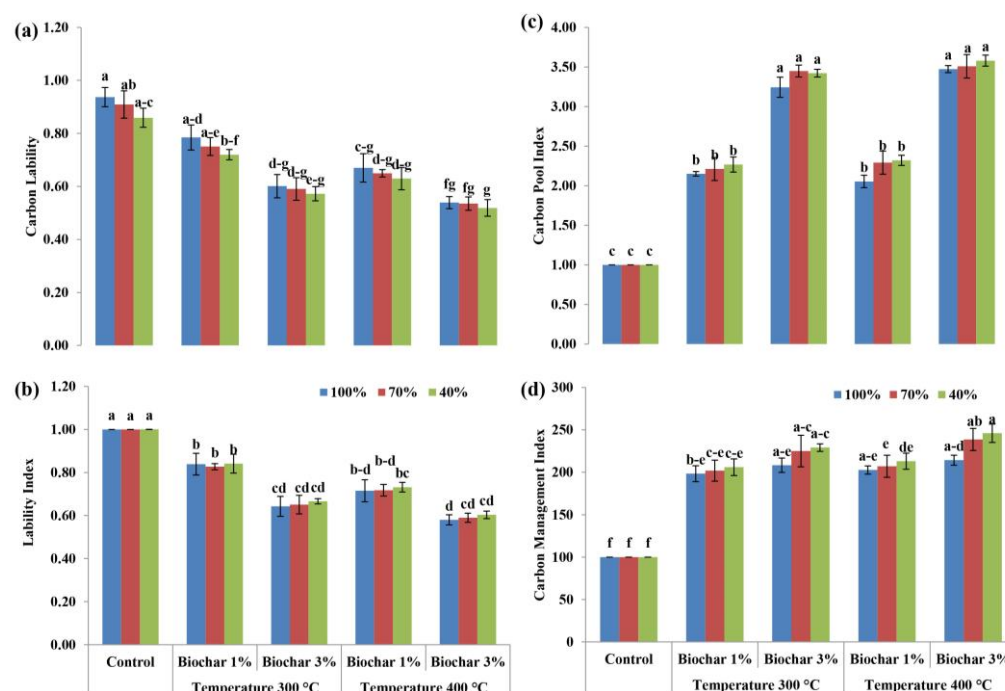 (a)
Carbon Lability
1.20
1.00
0.80
0.60
0.40
0.20
0.00
a ab a-c
a-d a-e b-f
d-g d-g e-g
c-g d-g d-g
fg fg g
(c)
Carbon Pool Index
4.00
3.50
3.00
2.50
2.00
1.50
1.00
0.50
0.00
c c c
b b b
a a a
b b b
a a a
(b)
Lability Index
1.20
1.00
0.80
0.60
0.40
0.20
0.00
100% 70% 40%
a a a
b b b
cd cd cd
b-d b-d bc
d cd cd
Control Biochar 1% Biochar 3% Biochar 1% Biochar 3%
Temperature 300 °C Temperature 400 °C
(d)
Carbon Management Index
300
250
200
150
100
50
0
100% 70% 40%
f f f
b-e c-e c-e
a-e a-c a-c
a-e e de
a-d ab a
Control Biochar 1% Biochar 3% Biochar 1% Biochar 3%
Temperature 300 °C Temperature 400 °C